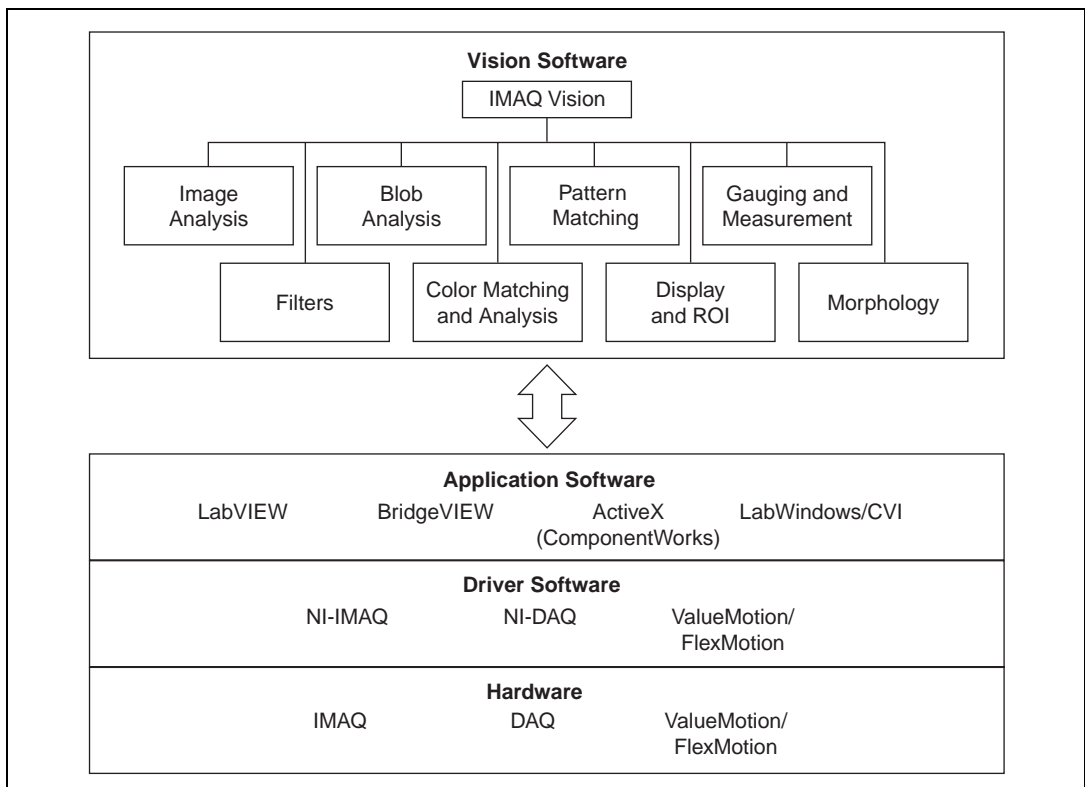 Vision Software
IMAQ Vision
Image
Analysis
Blob
Analysis
Pattern
Matching
Gauging and
Measurement
Filters
Color Matching
and Analysis
Display
and ROI
Morphology
Application Software
LabVIEW
BridgeVIEW
ActiveX
(ComponentWorks)
LabWindows/CVI
Driver Software
NI-IMAQ
NI-DAQ
ValueMotion/
FlexMotion
Hardware
IMAQ
DAQ
ValueMotion/
FlexMotion